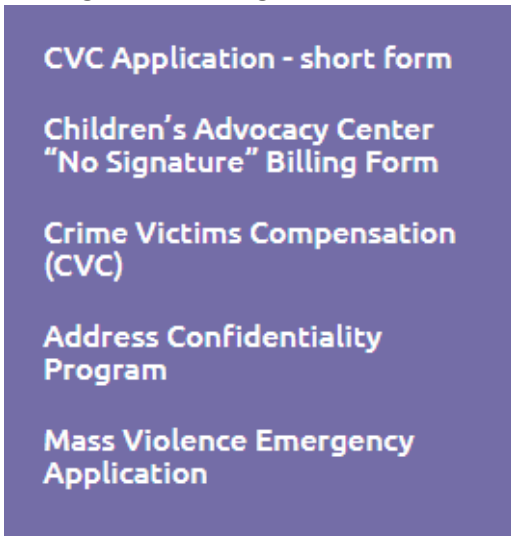 CVC Application - short form
Children’s Advocacy Center
“No Signature” Billing Form
Crime Victims Compensation
(CVC)
Address Confidentiality
Program
Mass Violence Emergency
Application